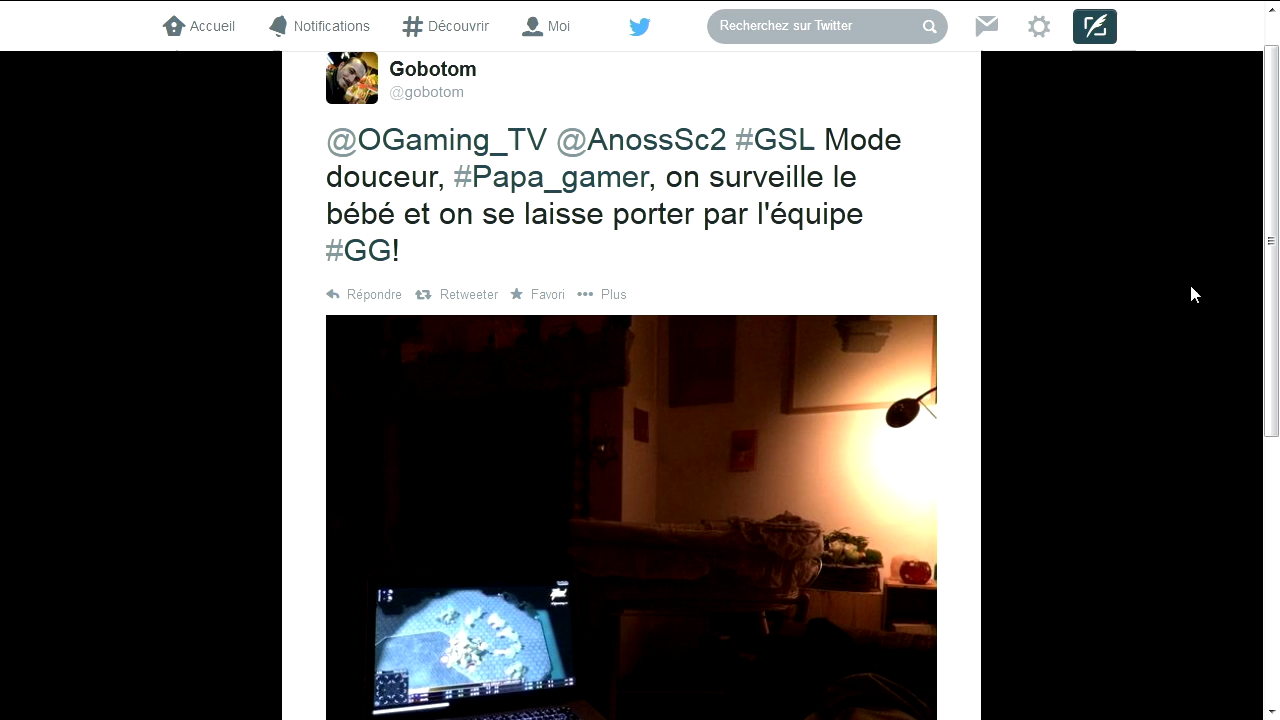 Accueil Notifications Découvrir Moi Recherchez sur Twitter
Gobotom
@gobotom
@OGaming_TV @AnossSc2 #GSL Mode
douceur, #Papa_gamer, on surveille le
bébé et on se laisse porter par l'équipe
#GG!
Répondre Retweeter Favori Plus